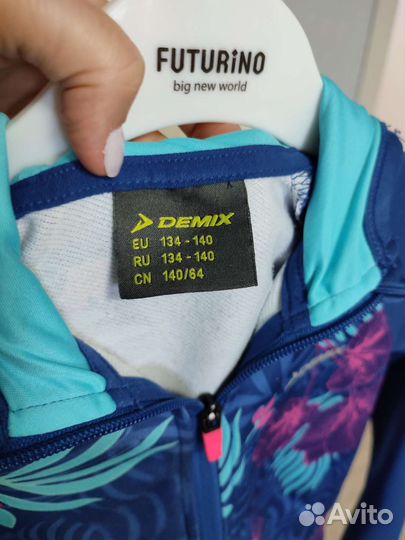 FUTURiNO
big new world
DEMIX
EU 134 - 140
RU 134 - 140
CN 140/64
Avito